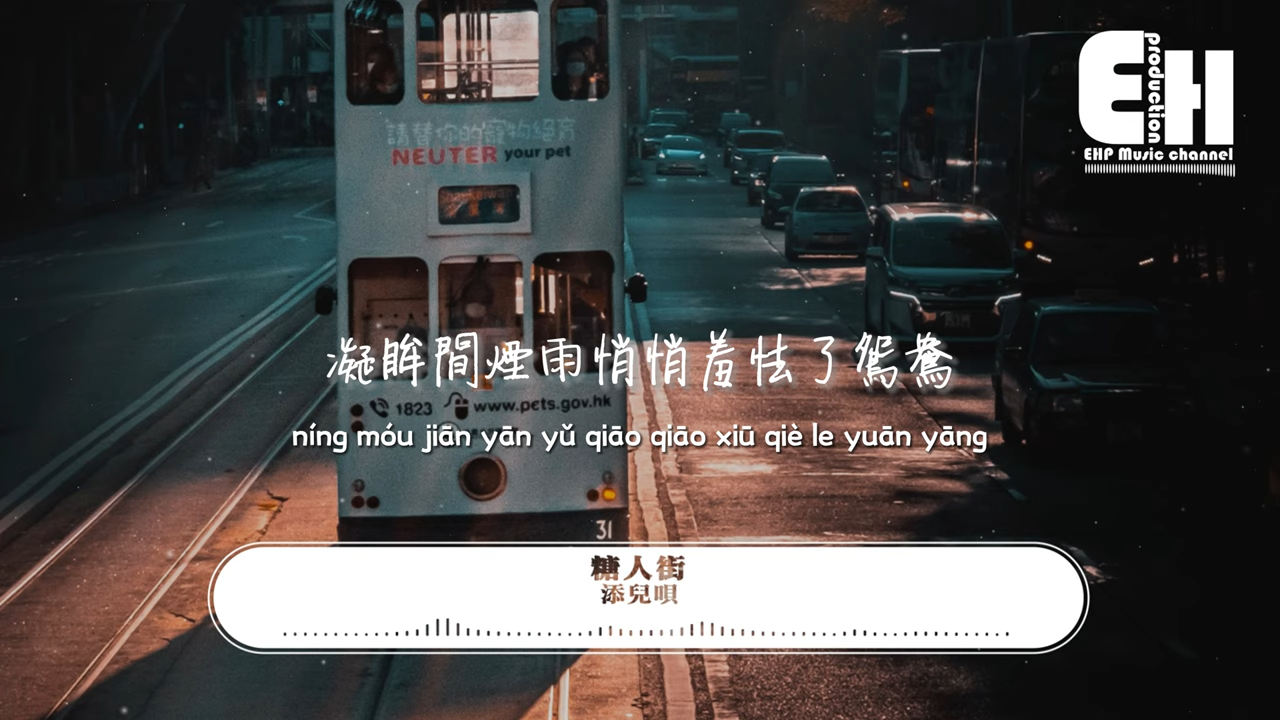 production
EH
EHP Music channel
請替你的寵物絕育
NEUTER your pet
凝眸間煙雨悄悄羞怯了鴛鴦
1823 www.pets.gov.hk
níng móu jiān yān yǔ qiāo qiāo xiū qiè le yuān yāng
31
糖人街
添兒唄